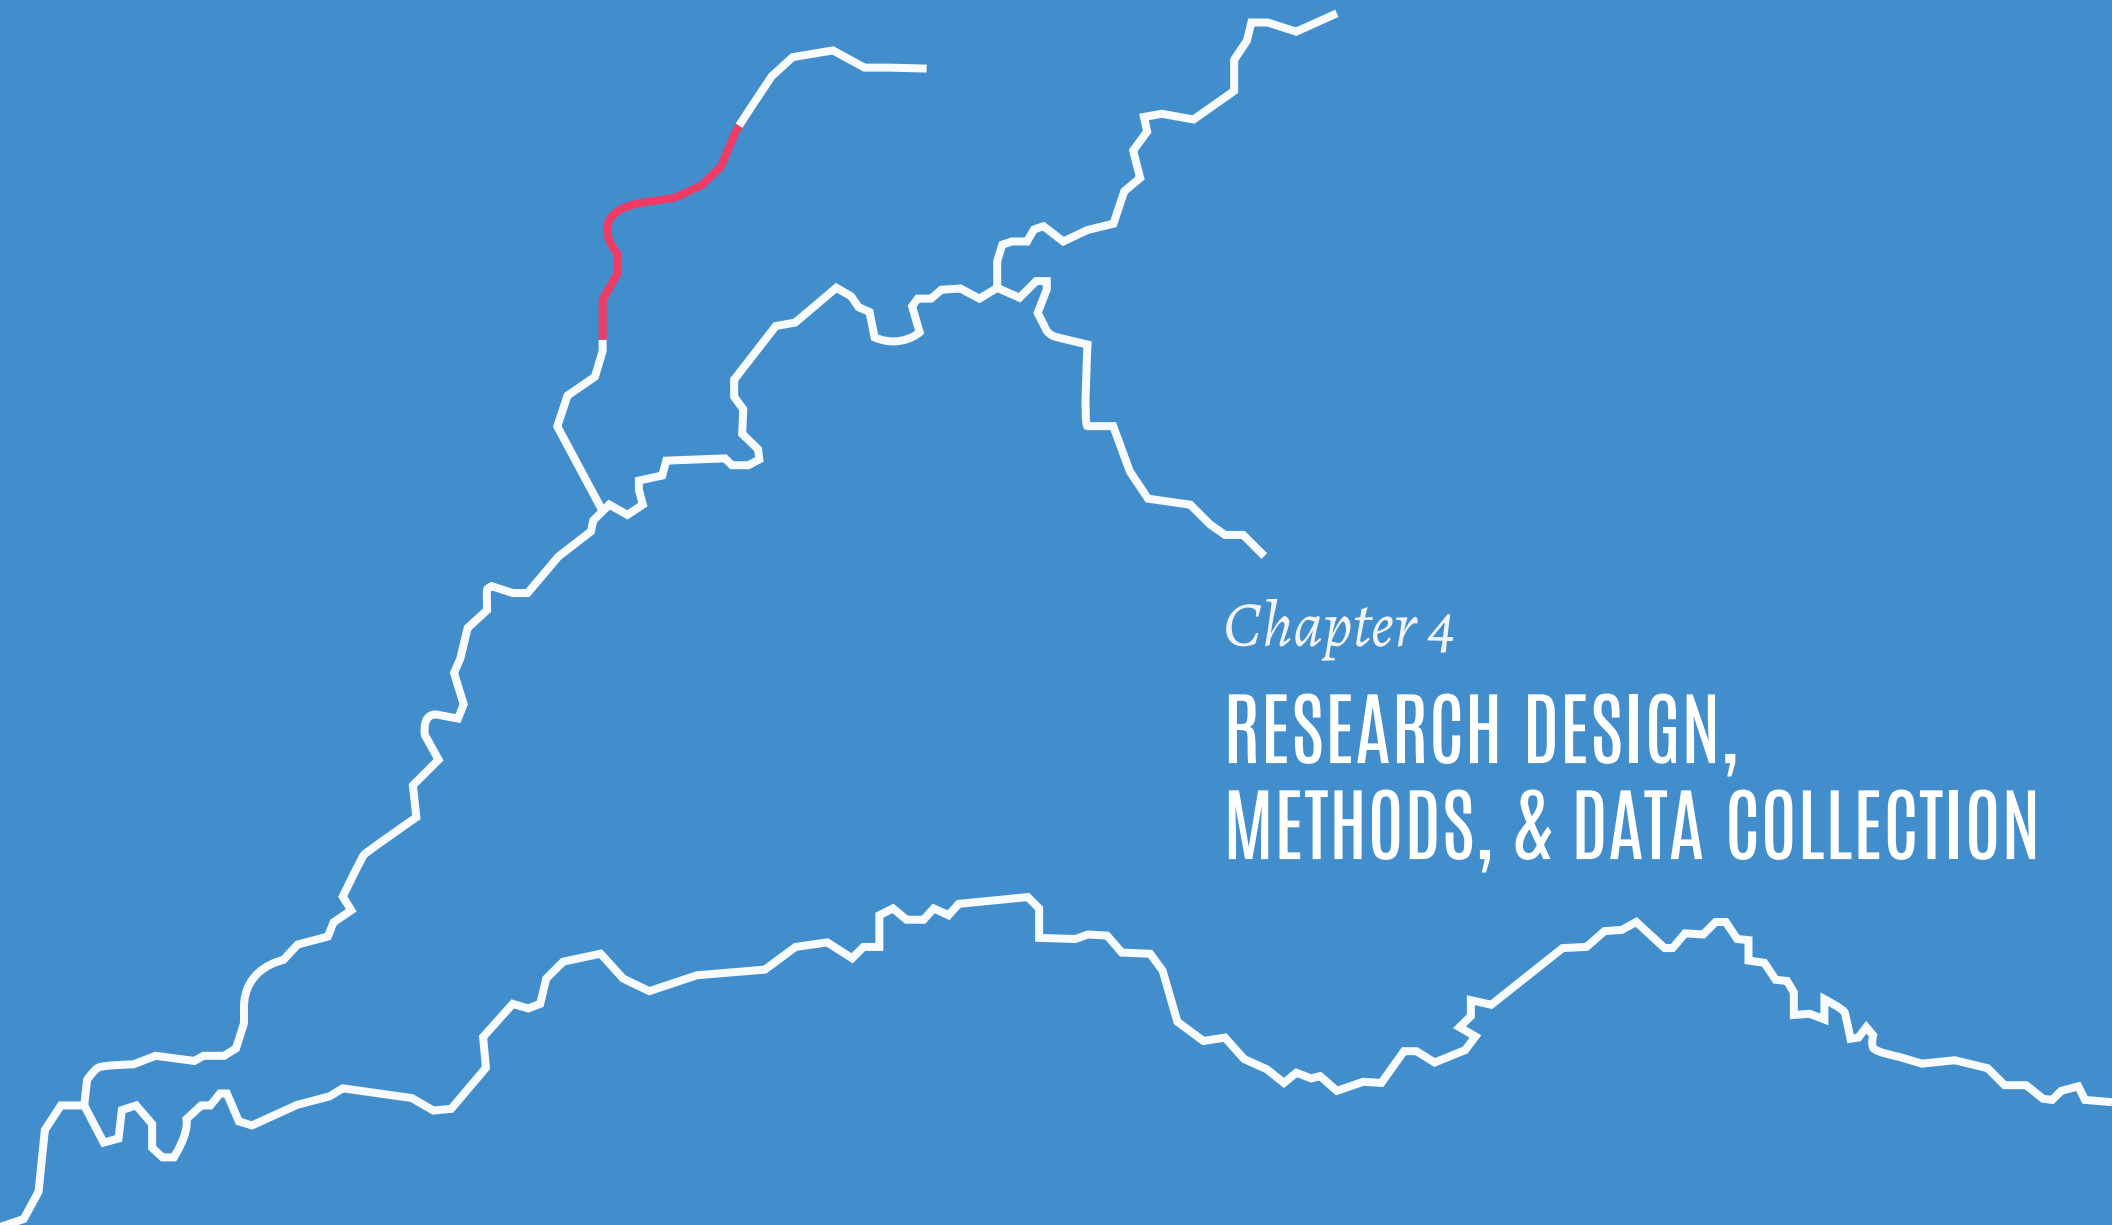 Chapter 4
RESEARCH DESIGN,
METHODS, & DATA COLLECTION